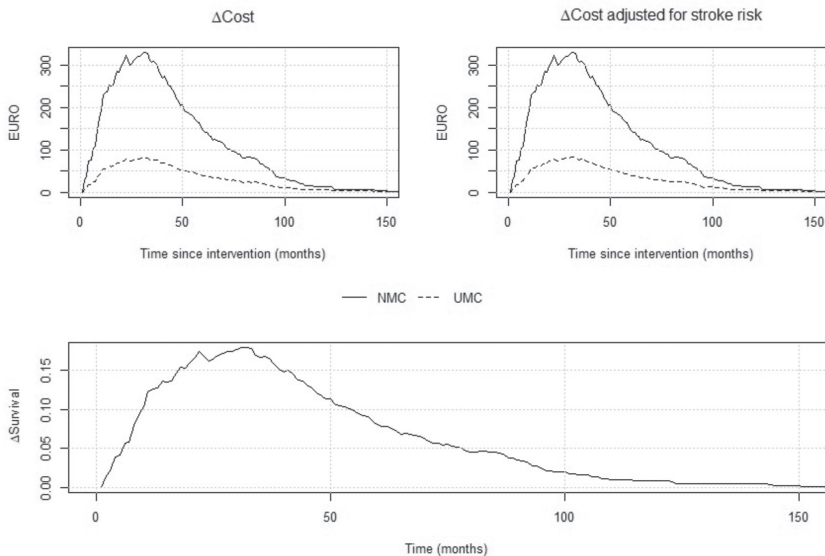 ΔCost
ΔCost adjusted for stroke risk
EURO
0
100
200
300
0
50
100
150
Time since intervention (months)
EURO
0
100
200
300
0
50
100
150
Time since intervention (months)
NMC
UMC
ΔSurvival
0.00
0.05
0.10
0.15
0
50
100
150
Time (months)